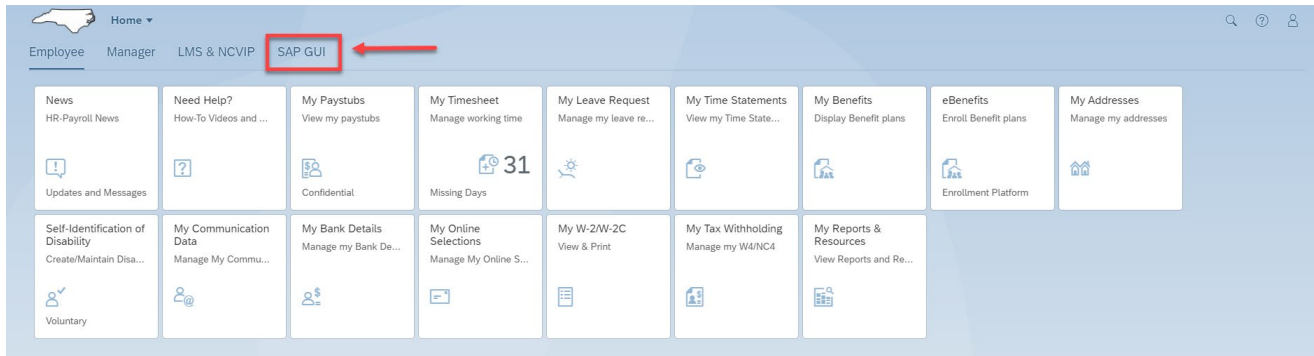 Home
Employee Manager LMS & NCVIP SAP GUI
News
HR-Payroll News
Updates and Messages
Need Help?
How-To Videos and ...
My Paystubs
View my paystubs
Confidential
My Timesheet
Manage working time
31
Missing Days
My Leave Request
Manage my leave re...
My Time Statements
View my Time State...
My Benefits
Display Benefit plans
eBenefits
Enroll Benefit plans
Enrollment Platform
My Addresses
Manage my addresses
Self-Identification of
Disability
Create/Maintain Disa...
Voluntary
My Communication
Data
Manage My Commu...
My Bank Details
Manage my Bank De...
My Online
Selections
Manage My Online S...
My W-2/W-2C
View & Print
My Tax Withholding
Manage my W4/NC4
My Reports &
Resources
View Reports and Re...